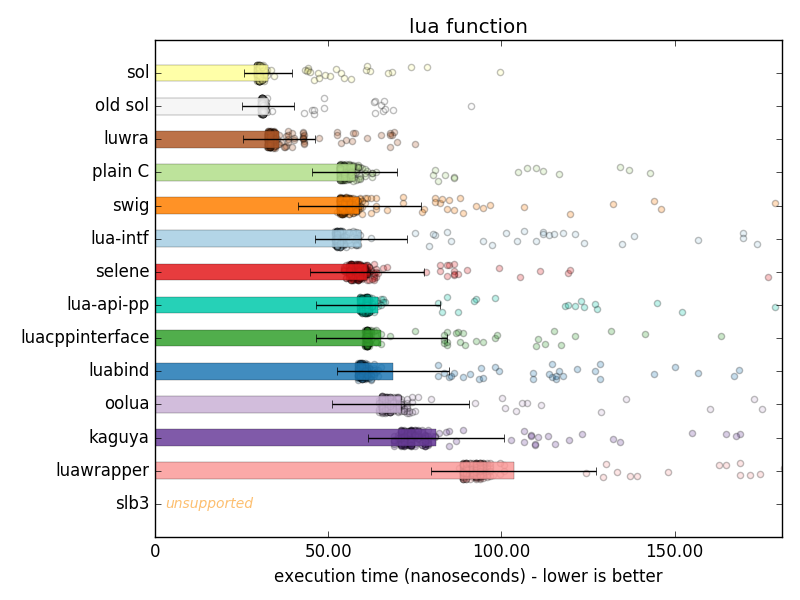 lua function
sol
old sol
luwra
plain C
swig
lua-intf
selene
lua-api-pp
luacppinterface
luabind
oolua
kaguya
luawrapper
slb3 unsupported
0 50.00 100.00 150.00
execution time (nanoseconds) - lower is better